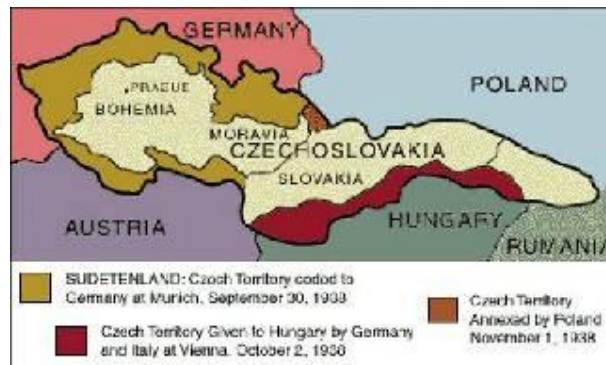 GERMANY
POLAND
PRAGUE
BOHEMIA
MORAVIA
CZECHOSLOVAKIA
SLOVAKIA
AUSTRIA
HUNGARY
RUMANIA
SUDETENLAND: Czech Territory coded to
Germany at Munich, September 30, 1938
Czech Territory Given to Hungary by Germany
and Italy at Vienna, October 2, 1938
Czech Territory
Annexed by Poland
November 1, 1938